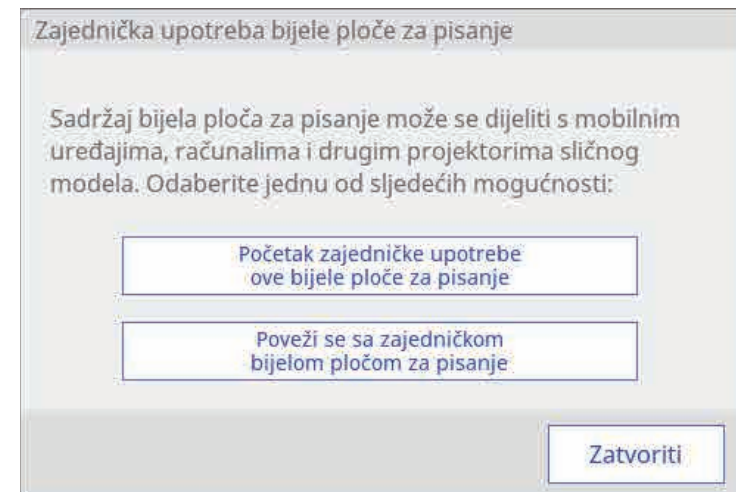 Zajednička upotreba bijele ploče za pisanje
Sadržaj bijela ploča za pisanje može se dijeliti s mobilnim
uređajima, računalima i drugim projektorima sličnog
modela. Odaberite jednu od sljedećih mogućnosti:
Početak zajedničke upotrebe
ove bijele ploče za pisanje
Poveži se sa zajedničkom
bijelom pločom za pisanje
Zatvoriti